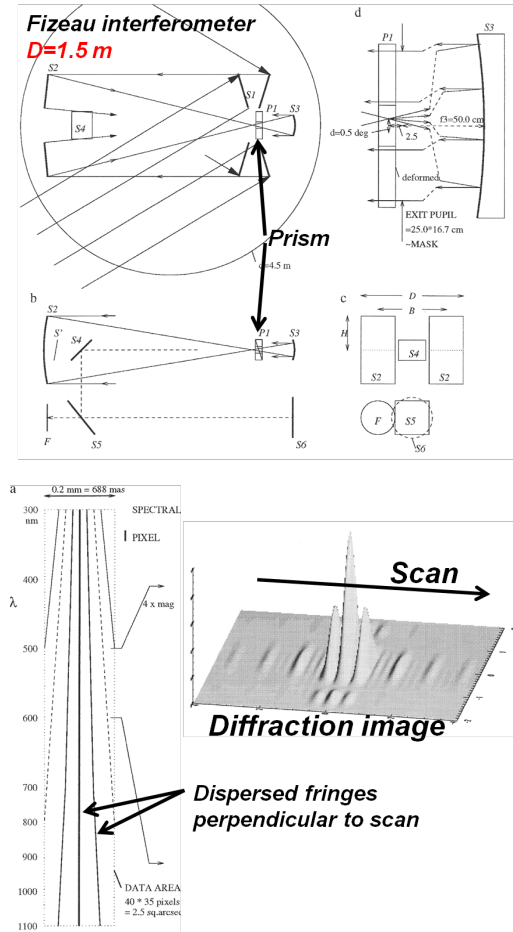 Fizeau interferometer
D=1.5 m
S2
S1
P1
S3
S4
Prism
d=4.5 m
d
S3
P1
f3=50.0 cm
d=0.5 deg
2.5
deformed
EXIT PUPIL
=25.0*16.7 cm
~MASK
b
S2
S'
S4
P1
S3
F
S5
S6
c
D
B
H
S4
S2
S2
F
S5
S6
a
0.2 mm = 688 mas
300
nm
SPECTRAL
PIXEL
λ
400
4 x mag
500
600
700
800
900
1000
1100
DATA AREA
40 * 35 pixels
= 2.5 sq.arcsec
Scan
Diffraction image
Dispersed fringes
perpendicular to scan